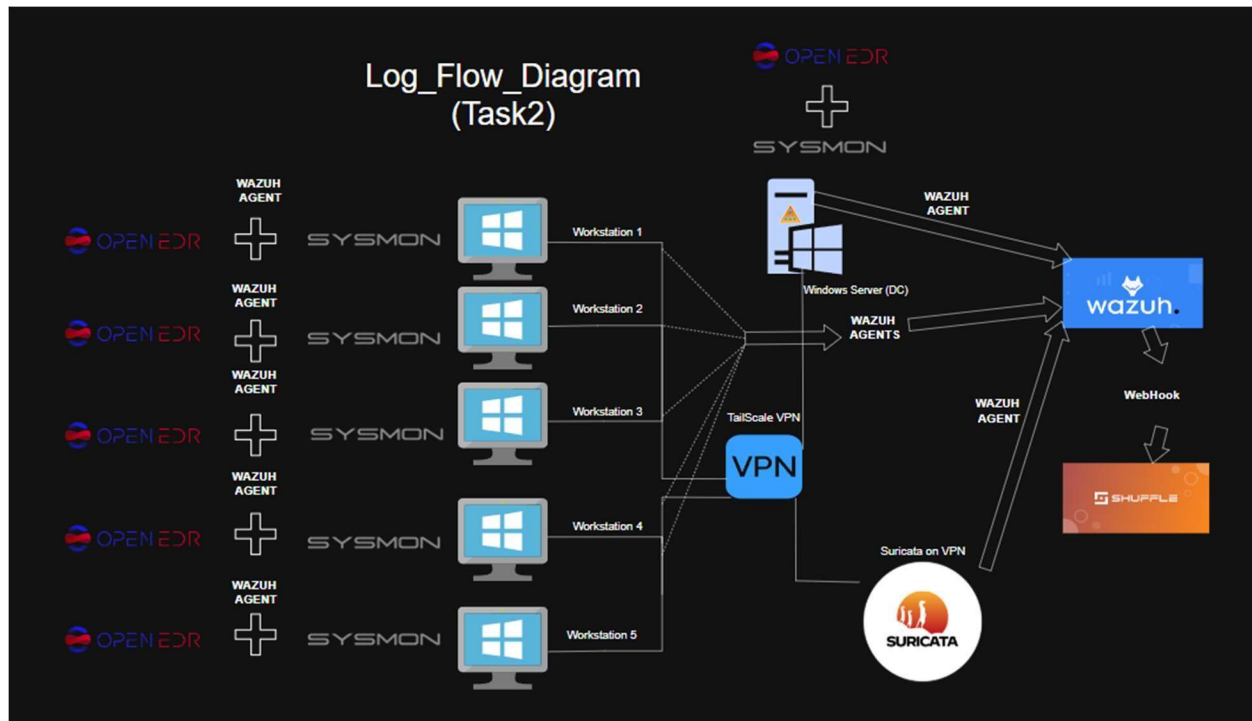 OPEN EDR
Log_Flow_Diagram
(Task2)
SYSMON
WAZUH
AGENT
OPEN EDR
SYSMON
Workstation 1
WAZUH
AGENT
OPEN EDR
SYSMON
Workstation 2
WAZUH
AGENT
OPEN EDR
SYSMON
Workstation 3
WAZUH
AGENT
OPEN EDR
SYSMON
Workstation 4
WAZUH
AGENT
OPEN EDR
SYSMON
Workstation 5
WAZUH
AGENT
Windows Server (DC)
WAZUH
AGENTS
wazuh.
TailScale VPN
VPN
WAZUH
AGENT
WebHook
SHUFFLE
Suricata on VPN
SURICATA